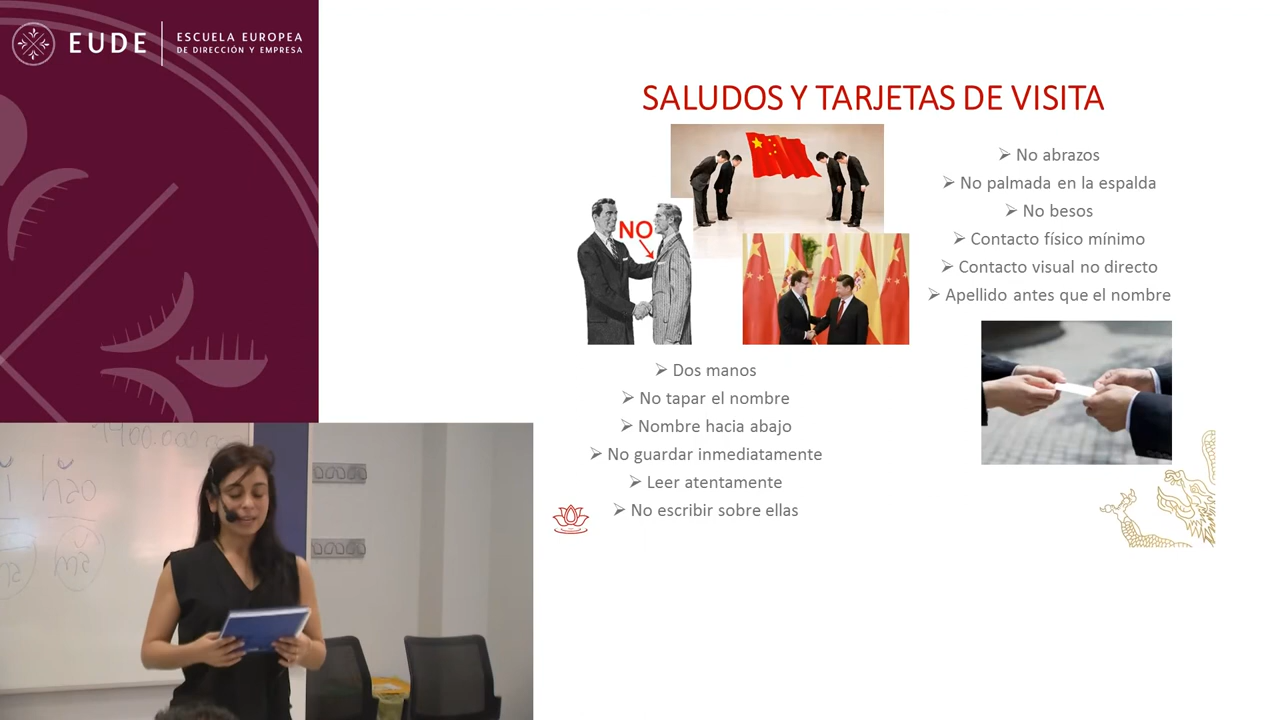 EUDE
ESCUELA EUROPEA
DE DIRECCIÓN Y EMPRESA
SALUDOS Y TARJETAS DE VISITA
NO
➢ No abrazos
➢ No palmada en la espalda
➢ No besos
➢ Contacto físico mínimo
➢ Contacto visual no directo
➢ Apellido antes que el nombre
➢ Dos manos
➢ No tapar el nombre
➢ Nombre hacia abajo
➢ No guardar inmediatamente
➢ Leer atentamente
➢ No escribir sobre ellas
hǎo